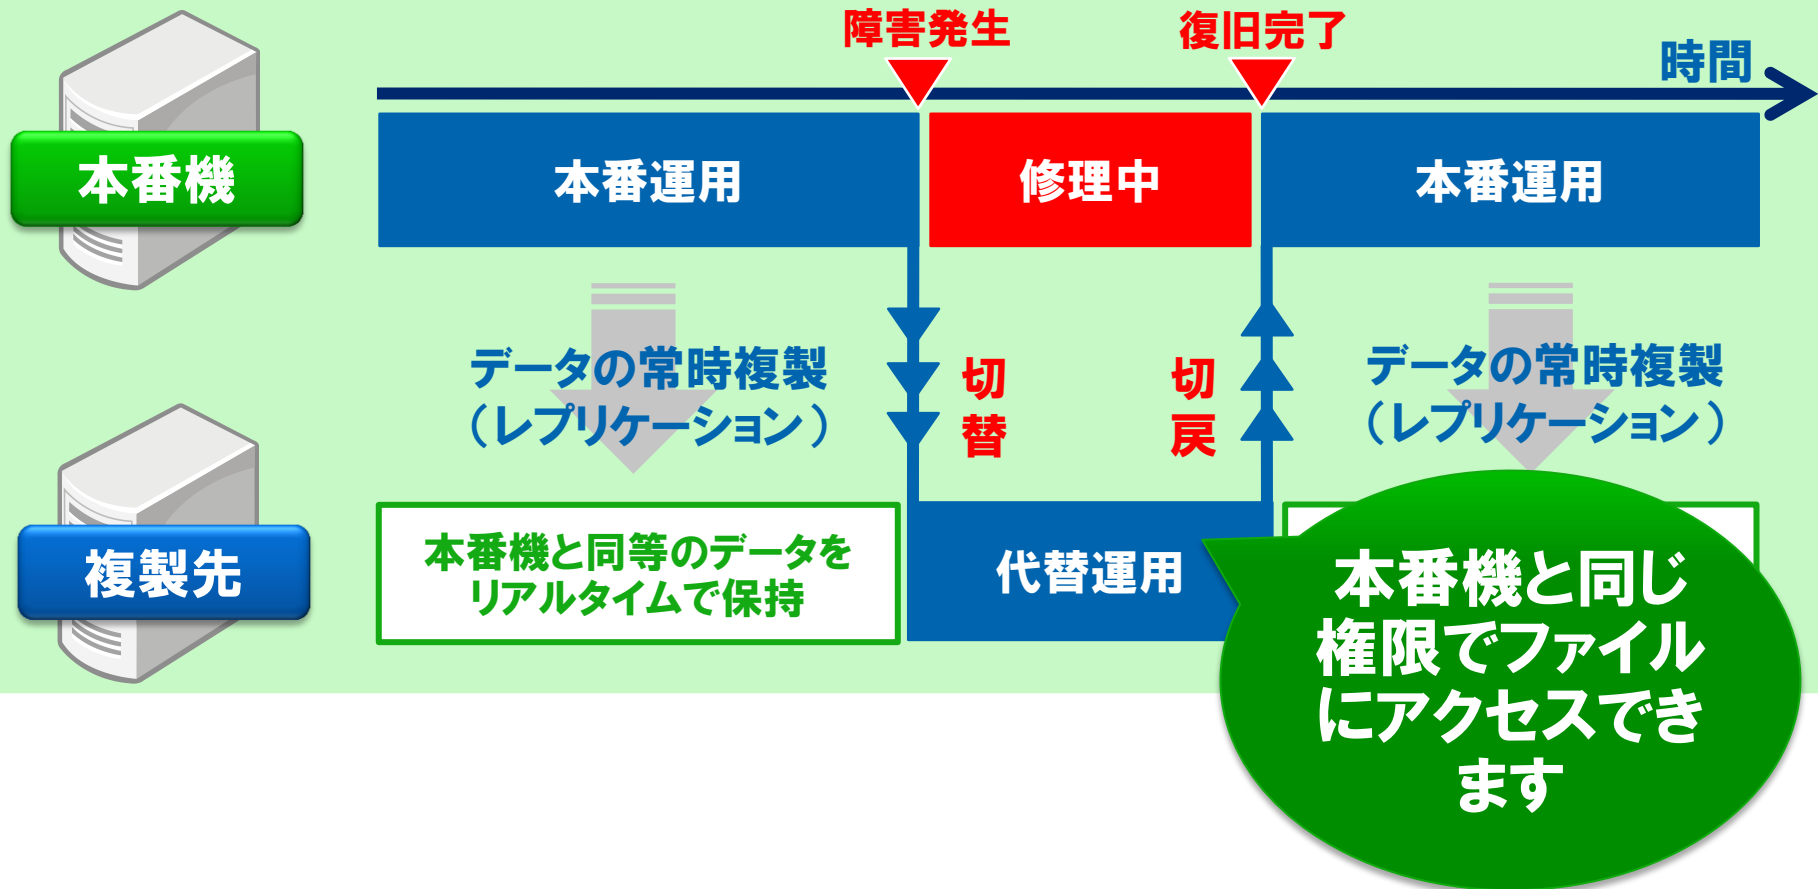 障害発生
復旧完了
時間
本番機
本番運用
修理中
本番運用
データの常時複製
（レプリケーション）
切替
切戻
データの常時複製
（レプリケーション）
複製先
本番機と同等のデータを
リアルタイムで保持
代替運用
本番機と同じ
権限でファイル
にアクセスでき
ます